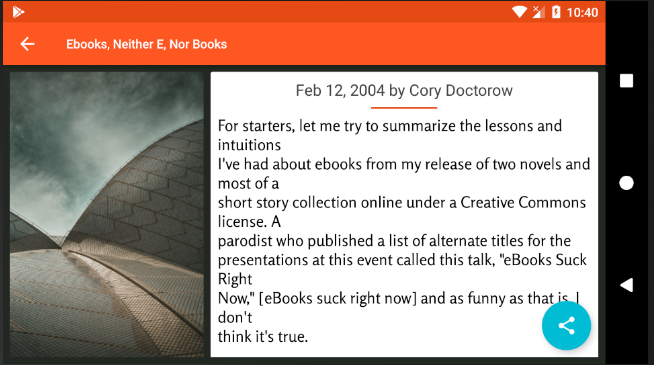 10:40
Ebooks, Neither E, Nor Books
Feb 12, 2004 by Cory Doctorow
For starters, let me try to summarize the lessons and
intuitions
I've had about ebooks from my release of two novels and
most of a
short story collection online under a Creative Commons
license. A
parodist who published a list of alternate titles for the
presentations at this event called this talk, "eBooks Suck
Right
Now," [eBooks suck right now] and as funny as that is, I
don't
think it's true.